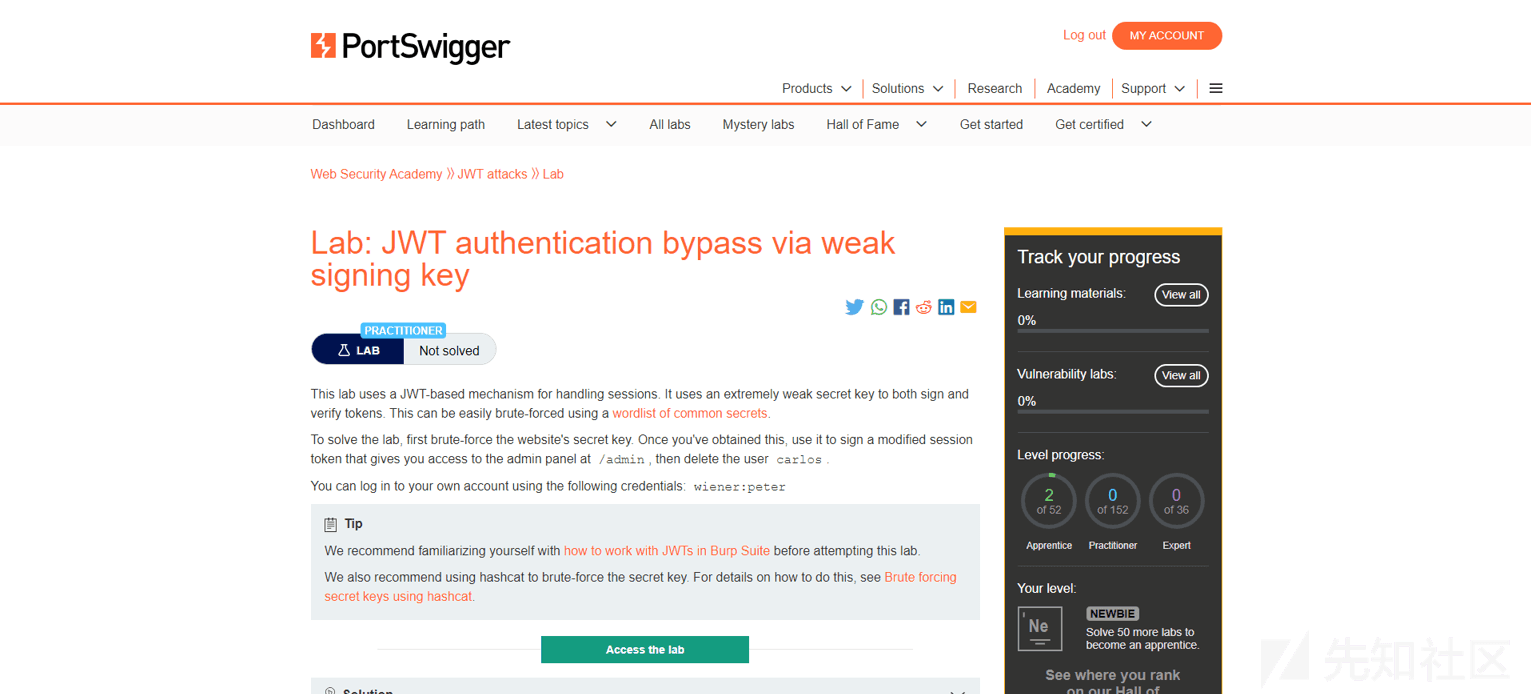 PortSwigger
Log out MY ACCOUNT
Products Solutions Research Academy Support
Dashboard Learning path Latest topics All labs Mystery labs Hall of Fame Get started Get certified
Web Security Academy » JWT attacks » Lab
Lab: JWT authentication bypass via weak
signing key
PRACTITIONER
LAB Not solved
This lab uses a JWT-based mechanism for handling sessions. It uses an extremely weak secret key to both sign and
verify tokens. This can be easily brute-forced using a wordlist of common secrets.
To solve the lab, first brute-force the website's secret key. Once you've obtained this, use it to sign a modified session
token that gives you access to the admin panel at /admin , then delete the user carlos .
You can log in to your own account using the following credentials: wiener:peter
Tip
We recommend familiarizing yourself with how to work with JWTs in Burp Suite before attempting this lab.
We also recommend using hashcat to brute-force the secret key. For details on how to do this, see Brute forcing
secret keys using hashcat.
Access the lab
Solution
Track your progress
Learning materials: View all
0%
Vulnerability labs: View all
0%
Level progress:
2 0 0
of 52 of 152 of 36
Apprentice Practitioner Expert
Your level:
Ne
NEWBIE
Solve 50 more labs to
become an apprentice.
See where you rank
on our Hall of
先知社区